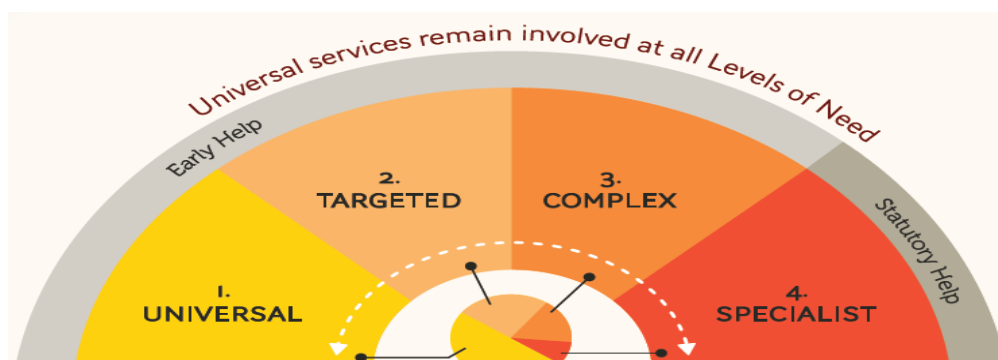 Universal services remain involved at all Levels of Need
Early Help
2.
TARGETED
3.
COMPLEX
Statutory Help
1.
UNIVERSAL
4.
SPECIALIST